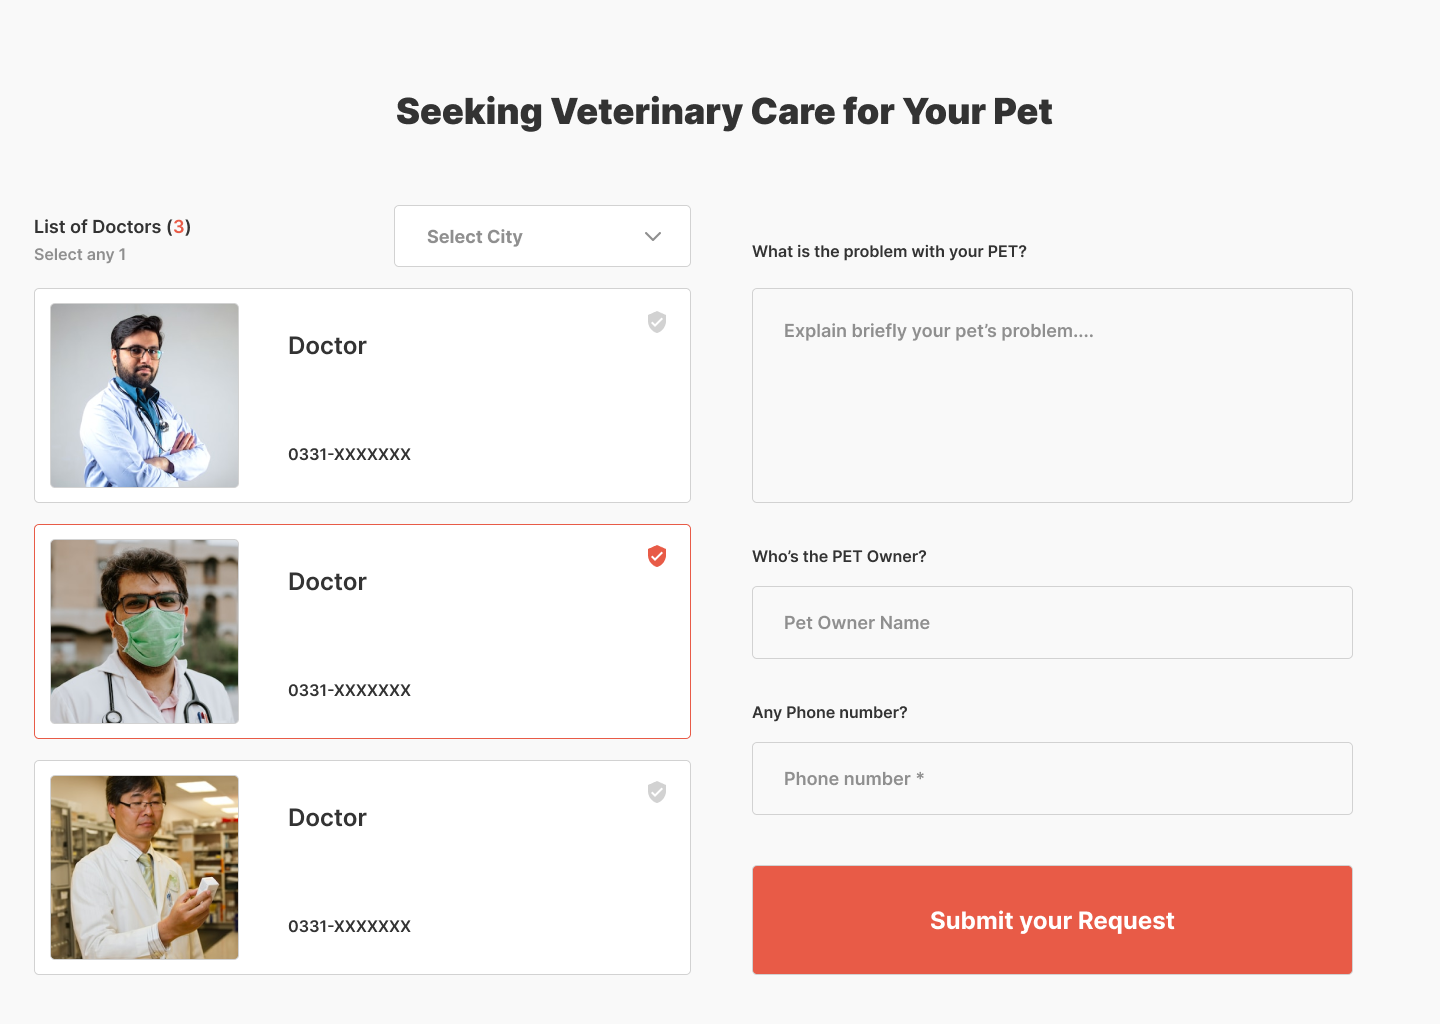 Seeking Veterinary Care for Your Pet
List of Doctors (3)
Select any 1
Select City
Doctor
0331-XXXXXXX
Doctor
0331-XXXXXXX
Doctor
0331-XXXXXXX
What is the problem with your PET?
Explain briefly your pet’s problem....
Who’s the PET Owner?
Pet Owner Name
Any Phone number?
Phone number *
Submit your Request